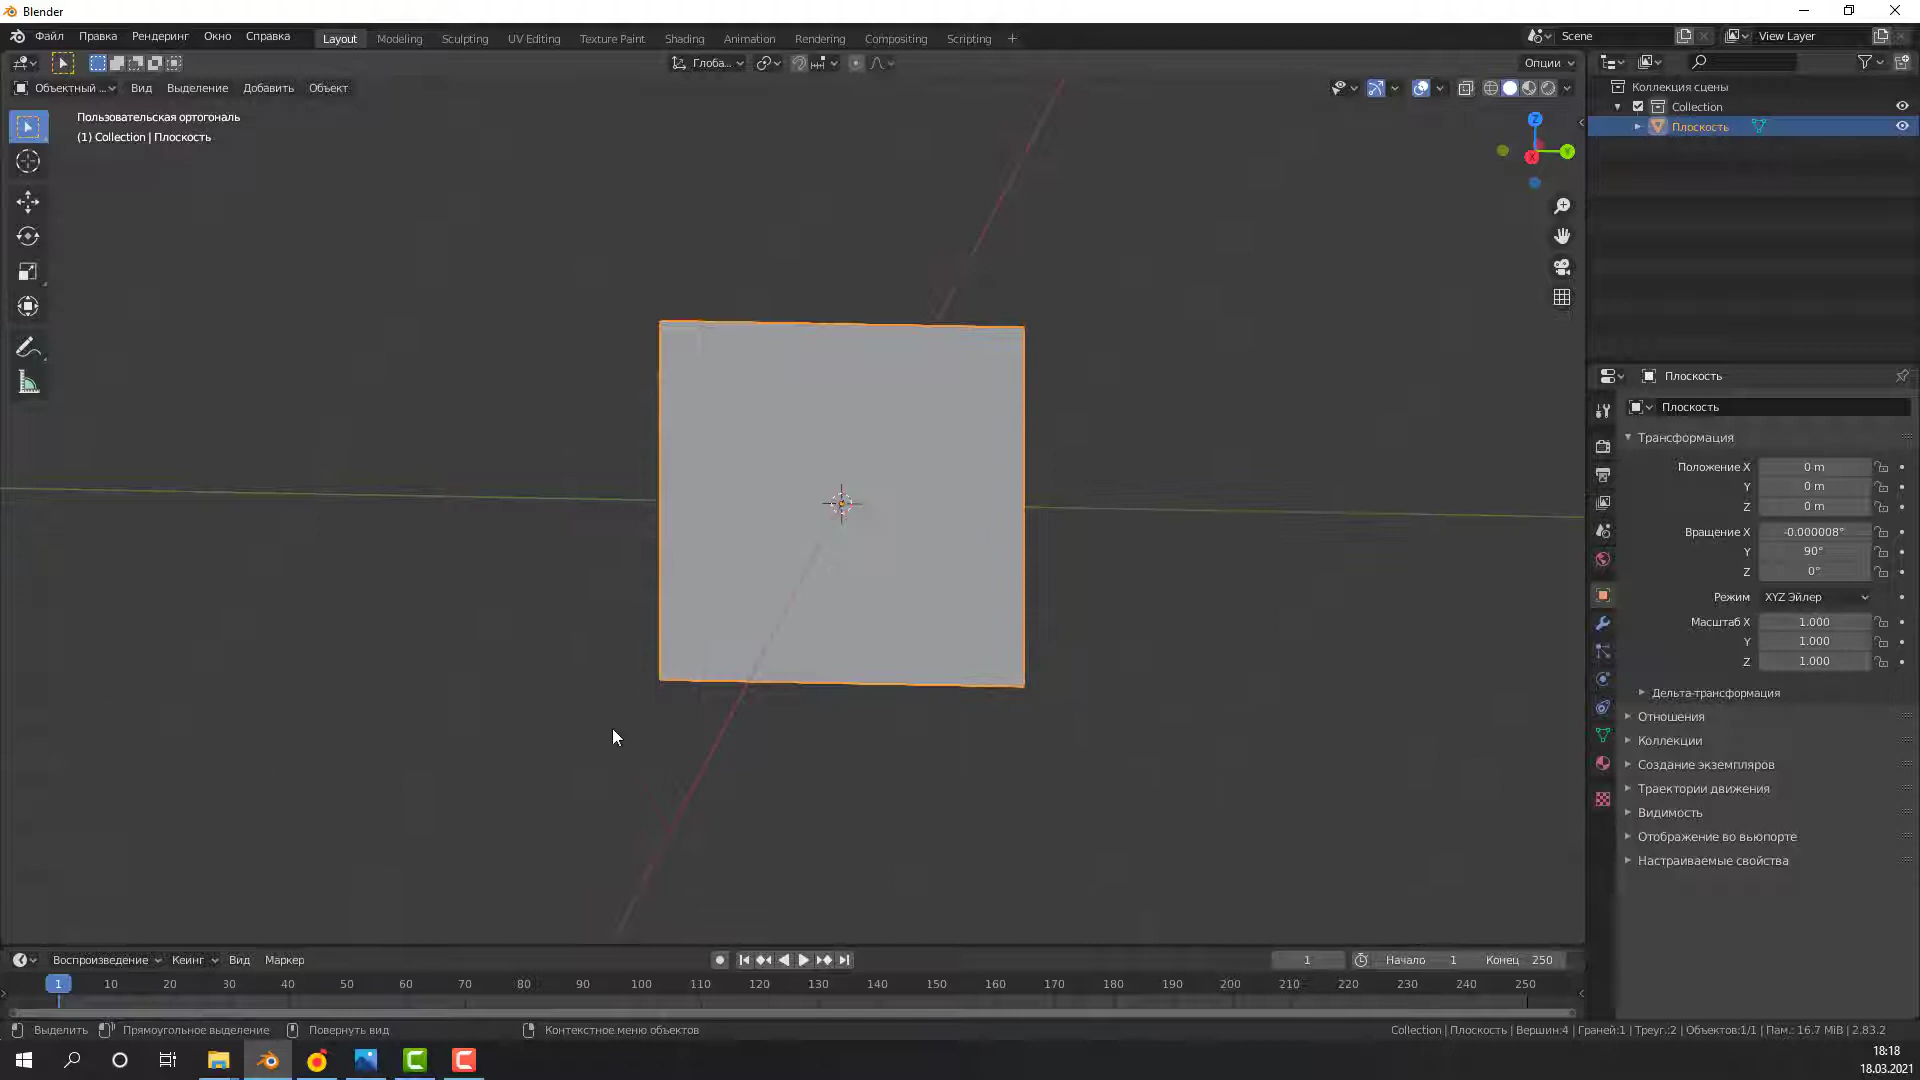 Blender
Файл Правка Рендеринг Окно Справка Layout Modeling Sculpting UV Editing Texture Paint Shading Animation Rendering Compositing Scripting Scene View Layer
Глоба... Опции
Объектный ... Вид Выделение Добавить Объект
Пользовательская ортогональ
(1) Collection | Плоскость
Z
Y
X
Коллекция сцены
Collection
Плоскость
Плоскость
Плоскость
Трансформация
Положение X 0 m
Y 0 m
Z 0 m
Вращение X -0.000008°
Y 90°
Z 0°
Режим XYZ Эйлер
Масштаб X 1.000
Y 1.000
Z 1.000
Дельта-трансформация
Отношения
Коллекции
Создание экземпляров
Траектории движения
Видимость
Отображение во вьюпорте
Настраиваемые свойства
Воспроизведение Кеинг Вид Маркер 1 Начало 1 Конец 250
1 10 20 30 40 50 60 70 80 90 100 110 120 130 140 150 160 170 180 190 200 210 220 230 240 250
Выделить Прямоугольное выделение Повернуть вид Контекстное меню объектов Collection | Плоскость | Вершин:4 | Граней:1 | Треуг.:2 | Объектов:1/1 | Пам.: 16.7 MiB | 2.83.2
18:18
18.03.2021